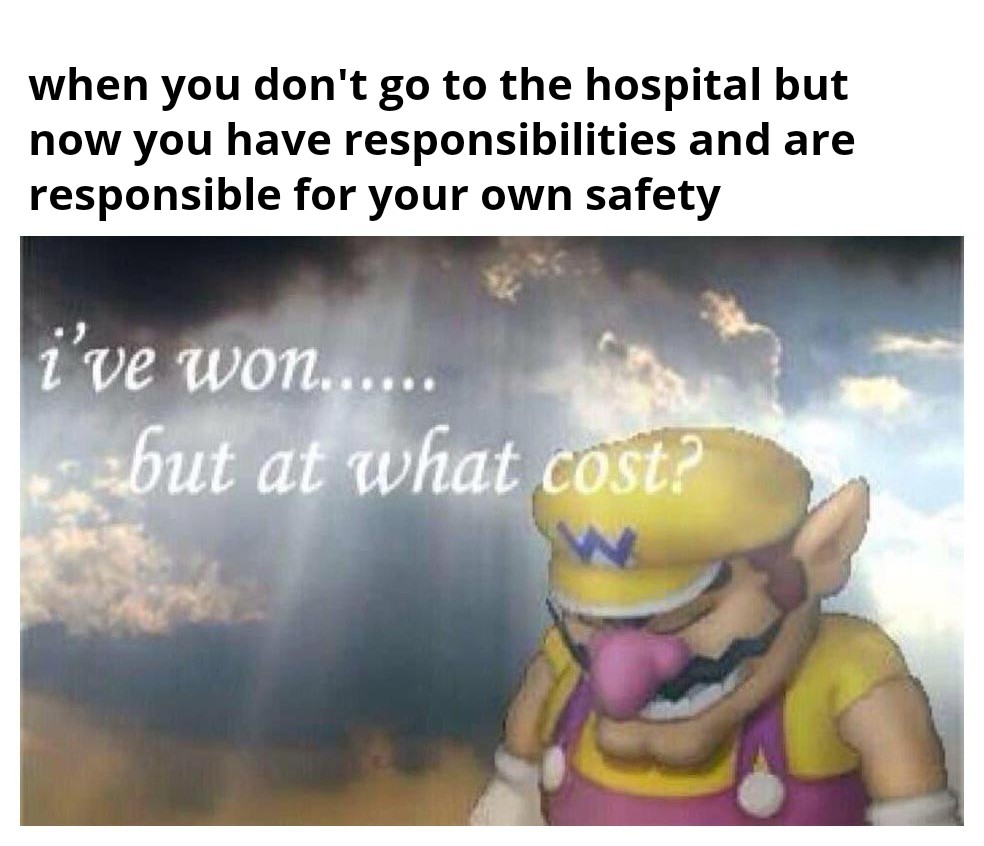 when you don't go to the hospital but
now you have responsibilities and are
responsible for your own safety
i've won......
but at what cost?
W